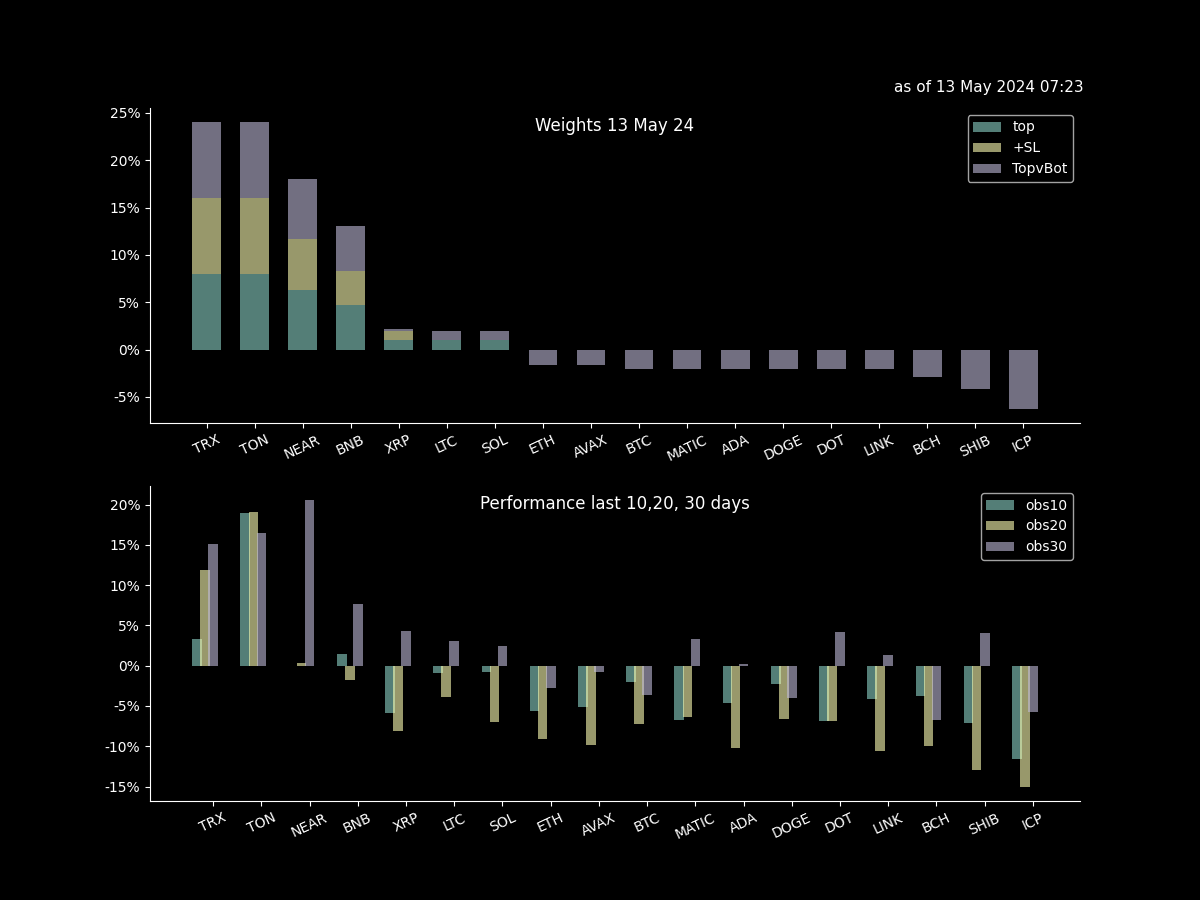 as of 13 May 2024 07:23
Weights 13 May 24
top
+SL
TopvBot
25%
20%
15%
10%
5%
0%
-5%
TRX TON NEAR BNB XRP LTC SOL ETH AVAX BTC MATIC ADA DOGE DOT LINK BCH SHIB ICP
Performance last 10,20, 30 days
obs10
obs20
obs30
20%
15%
10%
5%
0%
-5%
-10%
-15%
TRX TON NEAR BNB XRP LTC SOL ETH AVAX BTC MATIC ADA DOGE DOT LINK BCH SHIB ICP